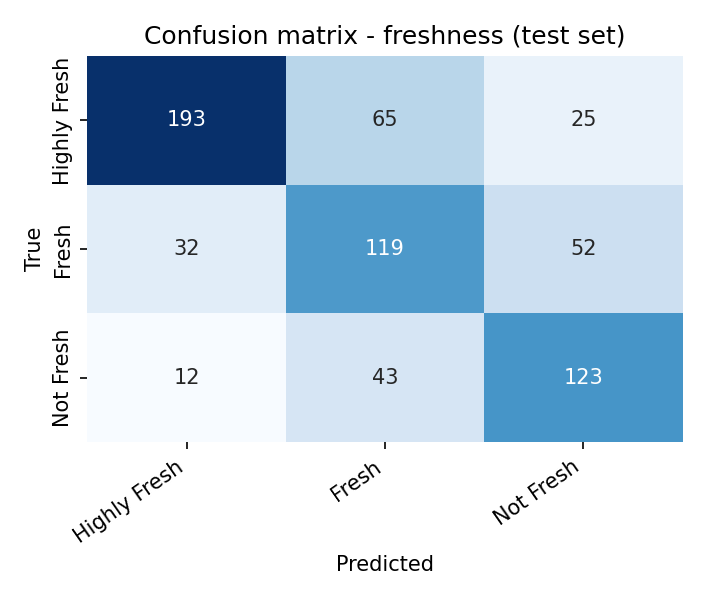 Confusion matrix - freshness (test set)
True
Highly Fresh
193
65
25
Fresh
32
119
52
Not Fresh
12
43
123
Highly Fresh
Fresh
Not Fresh
Predicted